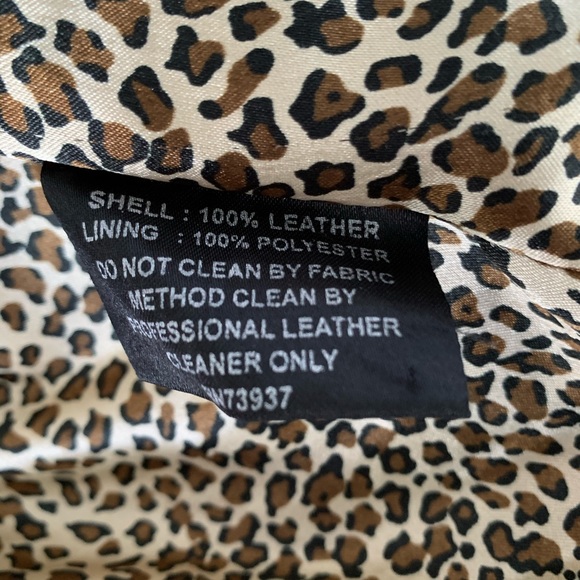 SHELL : 100% LEATHER
LINING : 100% POLYESTER
DO NOT CLEAN BY FABRIC
METHOD CLEAN BY
PROFESSIONAL LEATHER
CLEANER ONLY